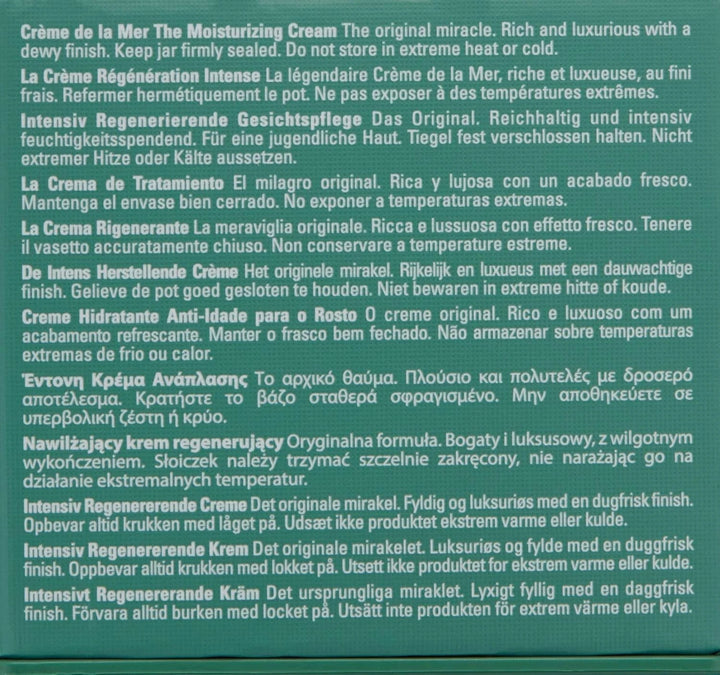 Crème de la Mer The Moisturizing Cream The original miracle. Rich and luxurious with a
dewy finish. Keep jar firmly sealed. Do not store in extreme heat or cold.
La Crème Régénération Intense La légendaire Crème de la Mer, riche et luxueuse, au fini
frais. Refermer hermétiquement le pot. Ne pas exposer à des températures extrêmes.
Intensiv Regenerierende Gesichtspflege Das Original. Reichhaltig und intensiv
feuchtigkeitsspendend. Für eine jugendliche Haut. Tiegel fest verschlossen halten. Nicht
extremer Hitze oder Kälte aussetzen.
La Crema de Tratamiento El milagro original. Rica y lujosa con un acabado fresco.
Mantenga el envase bien cerrado. No exponer a temperaturas extremas.
La Crema Rigenerante La meraviglia originale. Ricca e lussuosa con effetto fresco. Tenere
il vasetto accuratamente chiuso. Non conservare a temperature estreme.
De Intens Herstellende Crème Het originele mirakel. Rijkelijk en luxueus met een dauwachtige
finish. Gelieve de pot goed gesloten te houden. Niet bewaren in extreme hitte of koude.
Creme Hidratante Anti-Idade para o Rosto O creme original. Rico e luxuoso com um
acabamento refrescante. Manter o frasco bem fechado. Não armazenar sobre temperaturas
extremas de frio ou calor.
Έντονη Κρέμα Ανάπλασης Το αρχικό θαύμα. Πλούσιο και πολυτελές με δροσερό
αποτέλεσμα. Κρατήστε το βάζο σταθερά σφραγισμένο. Μην αποθηκεύετε σε
υπερβολική ζέστη ή κρύο.
Nawilżający krem regenerujący Oryginalna formuła. Bogaty i luksusowy, z wilgotnym
wykończeniem. Słoiczek należy trzymać szczelnie zakręcony, nie narażając go na
działanie ekstremalnych temperatur.
Intensiv Regenererende Creme Det originale mirakel. Fyldig og luksuriøs med en dugfrisk finish.
Opbevar altid krukken med låget på. Udsæt ikke produktet ekstrem varme eller kulde.
Intensiv Regenererende Krem Det originale mirakelet. Luksuriøs og fylde med en duggfrisk
finish. Oppbevar alltid krukken med lokket på. Utsett ikke produktet for ekstrem varme eller kulde.
Intensivt Regenererande Kräm Det ursprungliga miraklet. Lyxigt fyllig med en daggfrisk
finish. Förvara alltid burken med locket på. Utsätt inte produkten för extrem värme eller kyla.